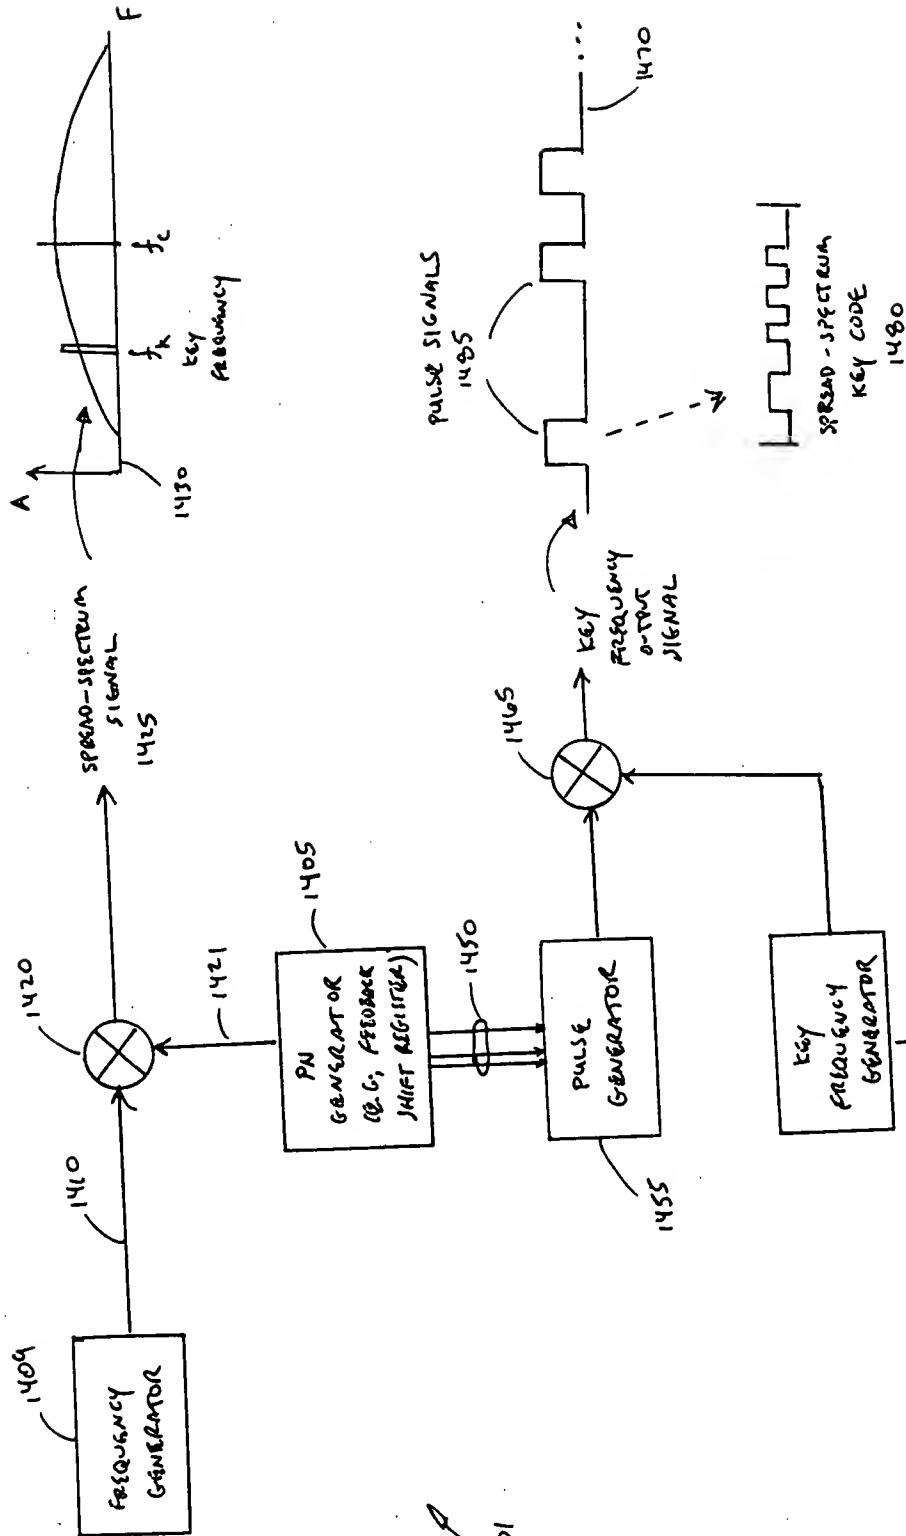 1409
FREQUENCY
GENERATOR
1410
1420
1421
SPREAD-SPECTRUM
SIGNAL
1425
A
1430
fk
KEY
FREQUENCY
fc
F
PN
GENERATOR
(E.G., FEEDBACK
SHIFT REGISTER)
1405
1450
PULSE
GENERATOR
1455
1465
KEY
FREQUENCY
OUTPUT
SIGNAL
PULSE SIGNALS
1485
...
1470
KEY
FREQUENCY
GENERATOR
SPREAD-SPECTRUM
KEY CODE
1480